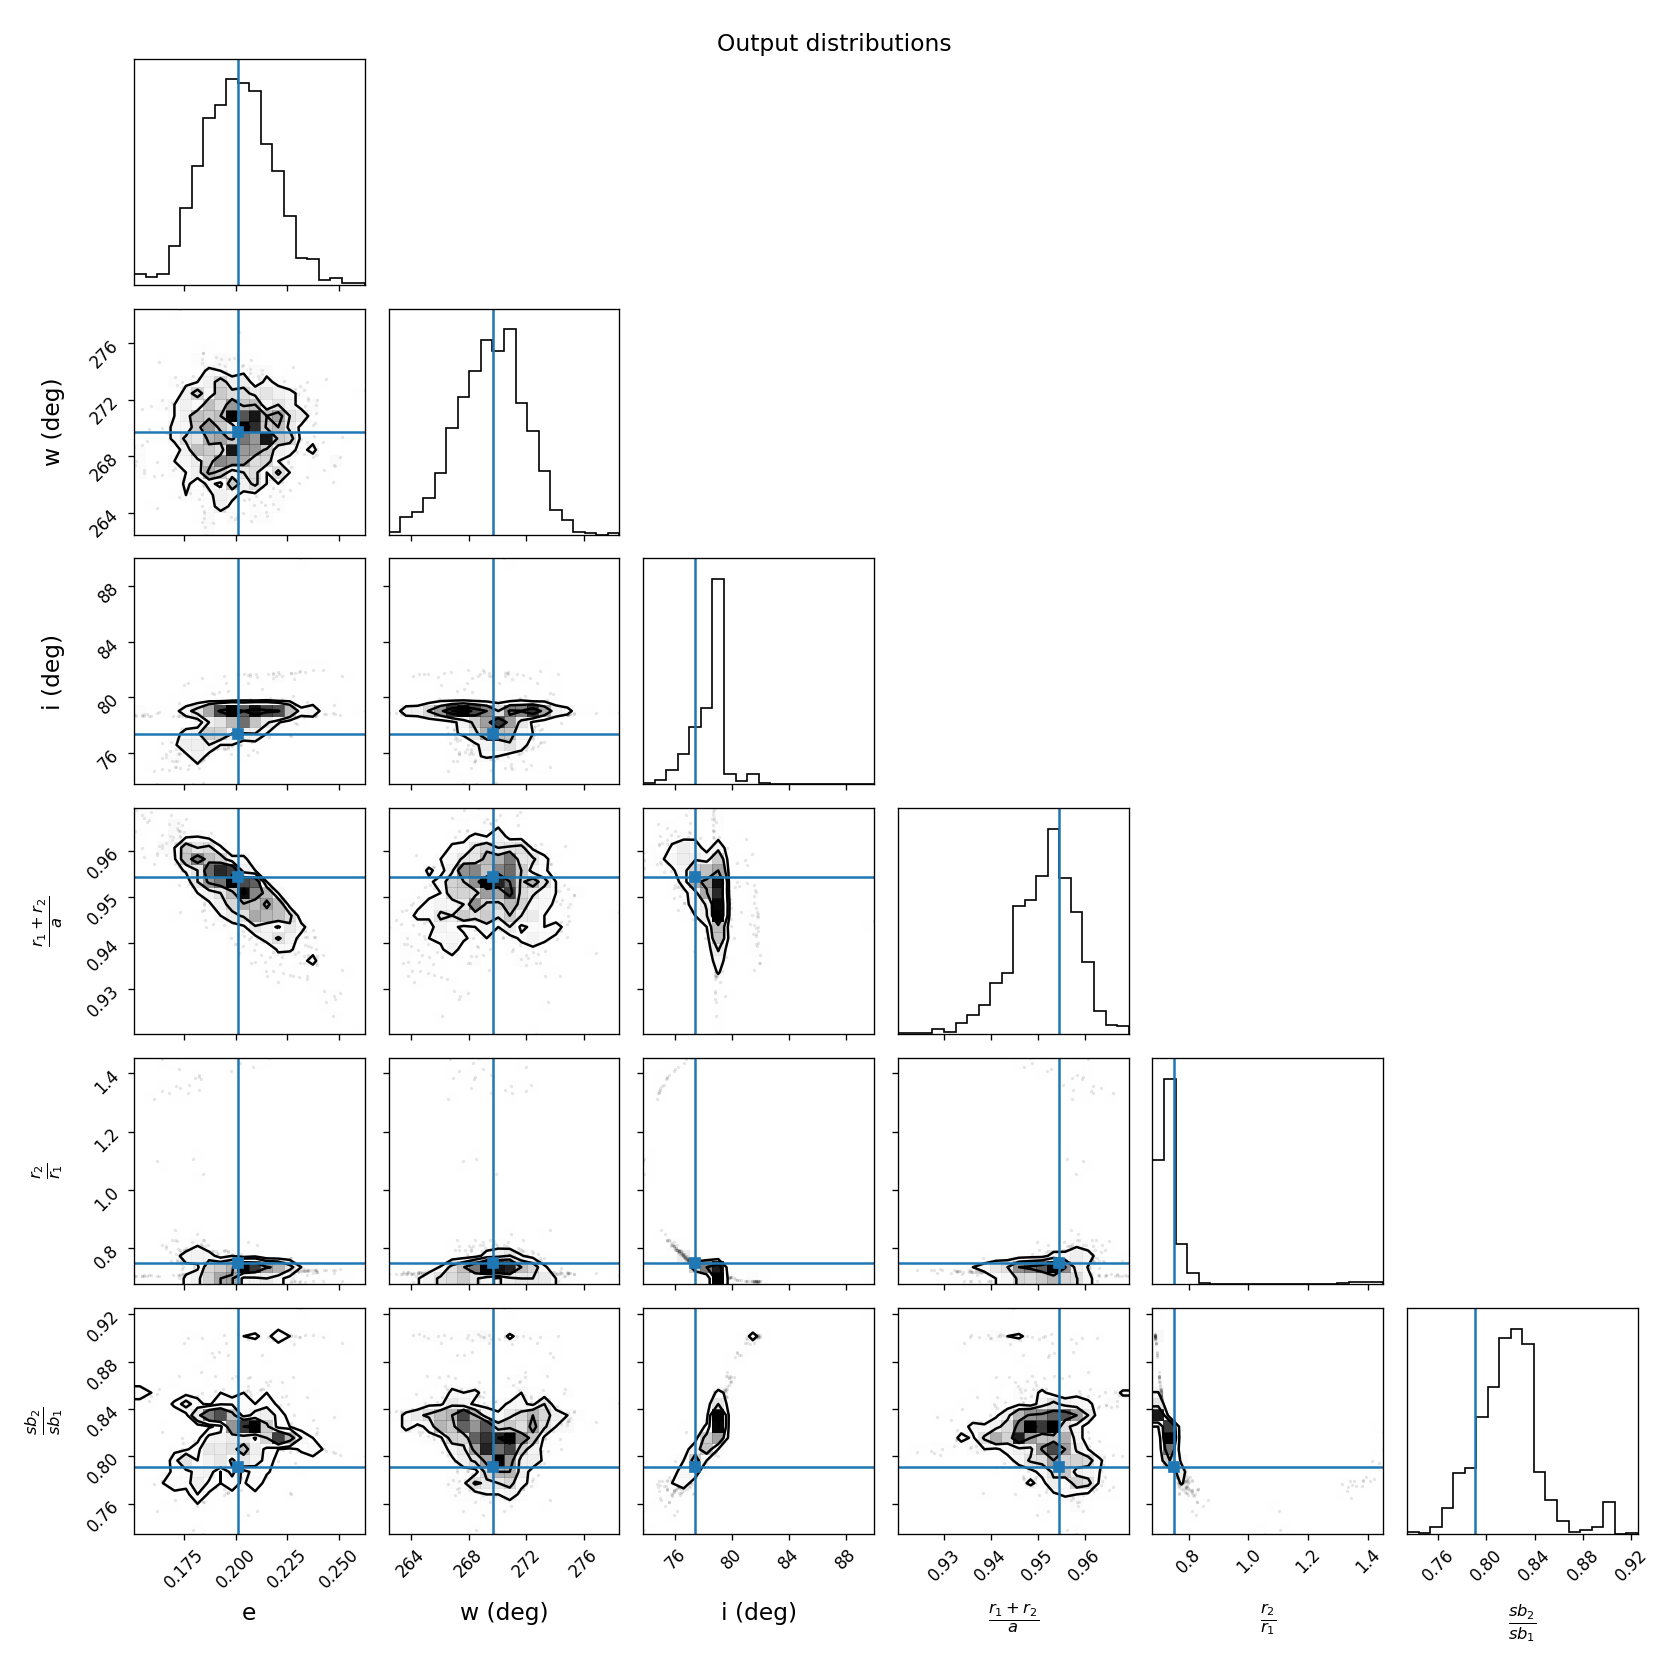 Output distributions
276
272
268
264
w (deg)
88
84
80
76
i (deg)
0.96
0.95
0.94
0.93
r1 + r2
a
1.4
1.2
1.0
0.8
r2
r1
0.92
0.88
0.84
0.80
0.76
sb2
sb1
0.175 0.200 0.225 0.250 264 268 272 276 76 80 84 88 0.93 0.94 0.95 0.96 0.8 1.0 1.2 1.4 0.76 0.80 0.84 0.88 0.92
e w (deg) i (deg)
r1 + r2
a
r2
r1
sb2
sb1